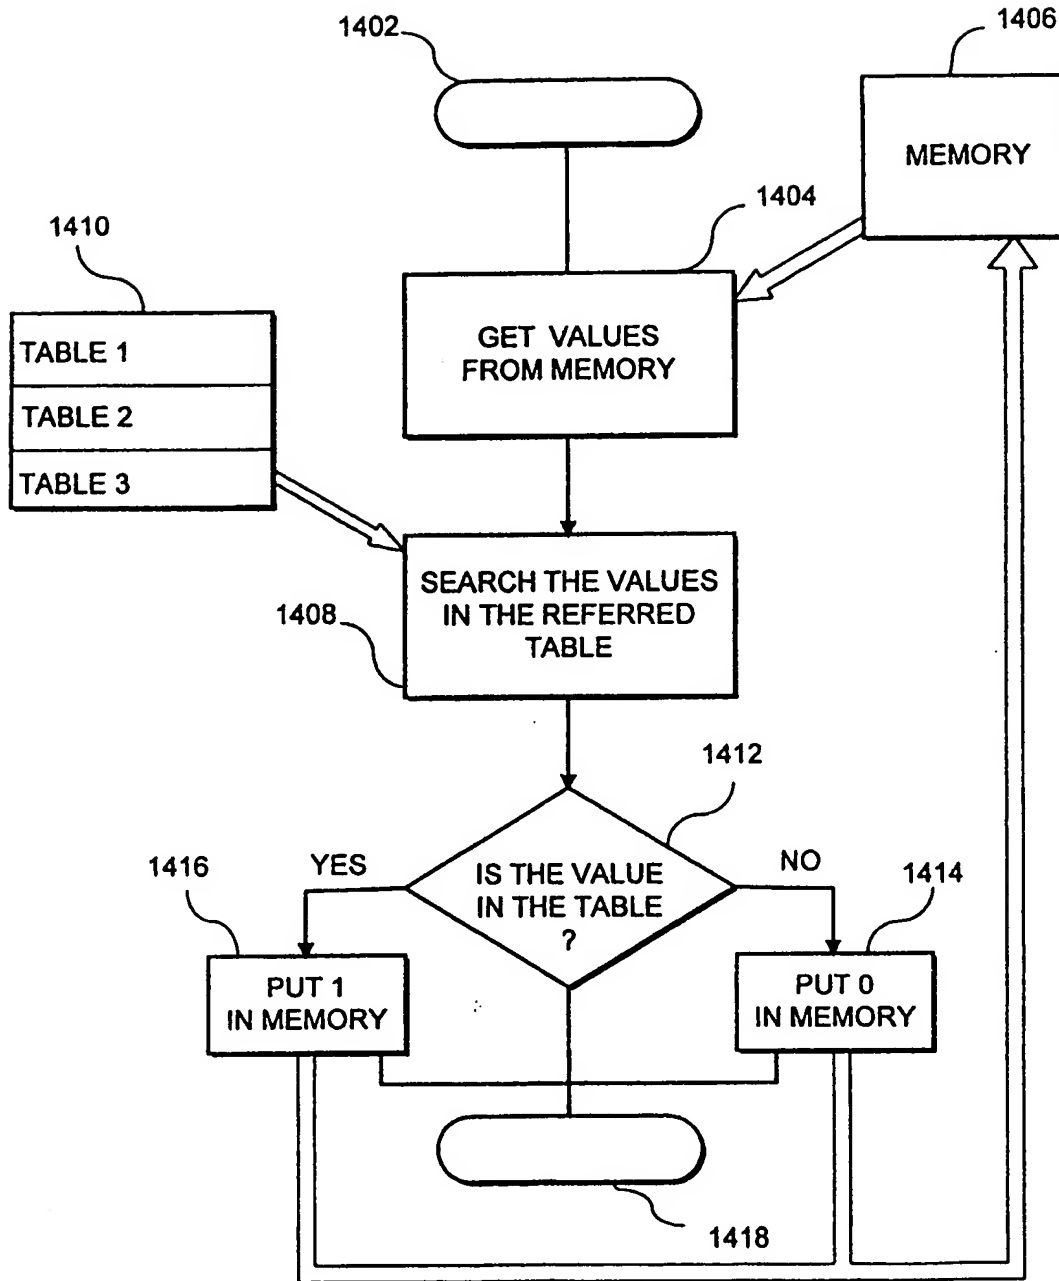 1402
1406
MEMORY
1404
1410
GET VALUES
FROM MEMORY
TABLE 1
TABLE 2
TABLE 3
SEARCH THE VALUES
IN THE REFERRED
TABLE
1408
1412
YES
IS THE VALUE
IN THE TABLE
?
NO
1416
1414
PUT 1
IN MEMORY
PUT 0
IN MEMORY
1418